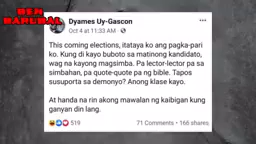 BEN
BARUBAL
Dyames Uy-Gascon
Oct 4 at 11:33 AM
This coming elections, itataya ko ang pagka-pari
ko. Kung di kayo buboto sa matinong kandidato,
wag na kayong magsimba. Pa lector-lector pa sa
simbahan, pa quote-quote pa ng bible. Tapos
susuporta sa demonyo? Anong klase kayo.
At handa na rin akong mawalan ng kaibigan kung
ganyan din lang.
519
71 Comments • 166 shares